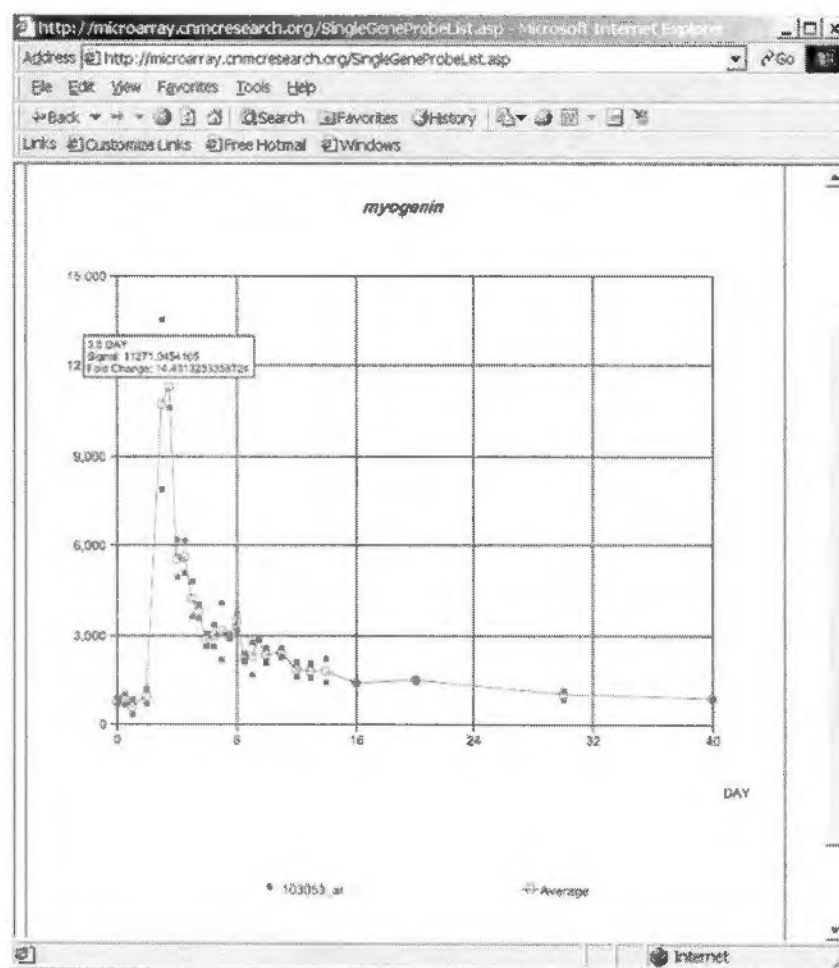 http://microarray.cnmcresearch.org/SingleGeneProbeList.asp - Microsoft Internet Explorer
Address http://microarray.cnmcresearch.org/SingleGeneProbeList.asp Go
File Edit View Favorites Tools Help
Back Search Favorites History
Links Customize Links Free Hotmail Windows
myogenin
15,000
3.5 DAY
Signal: 11271.0454105
Fold Change:
12
9,000
6,000
3,000
0
0 8 16 24 32 40
DAY
103053_at Average
Internet